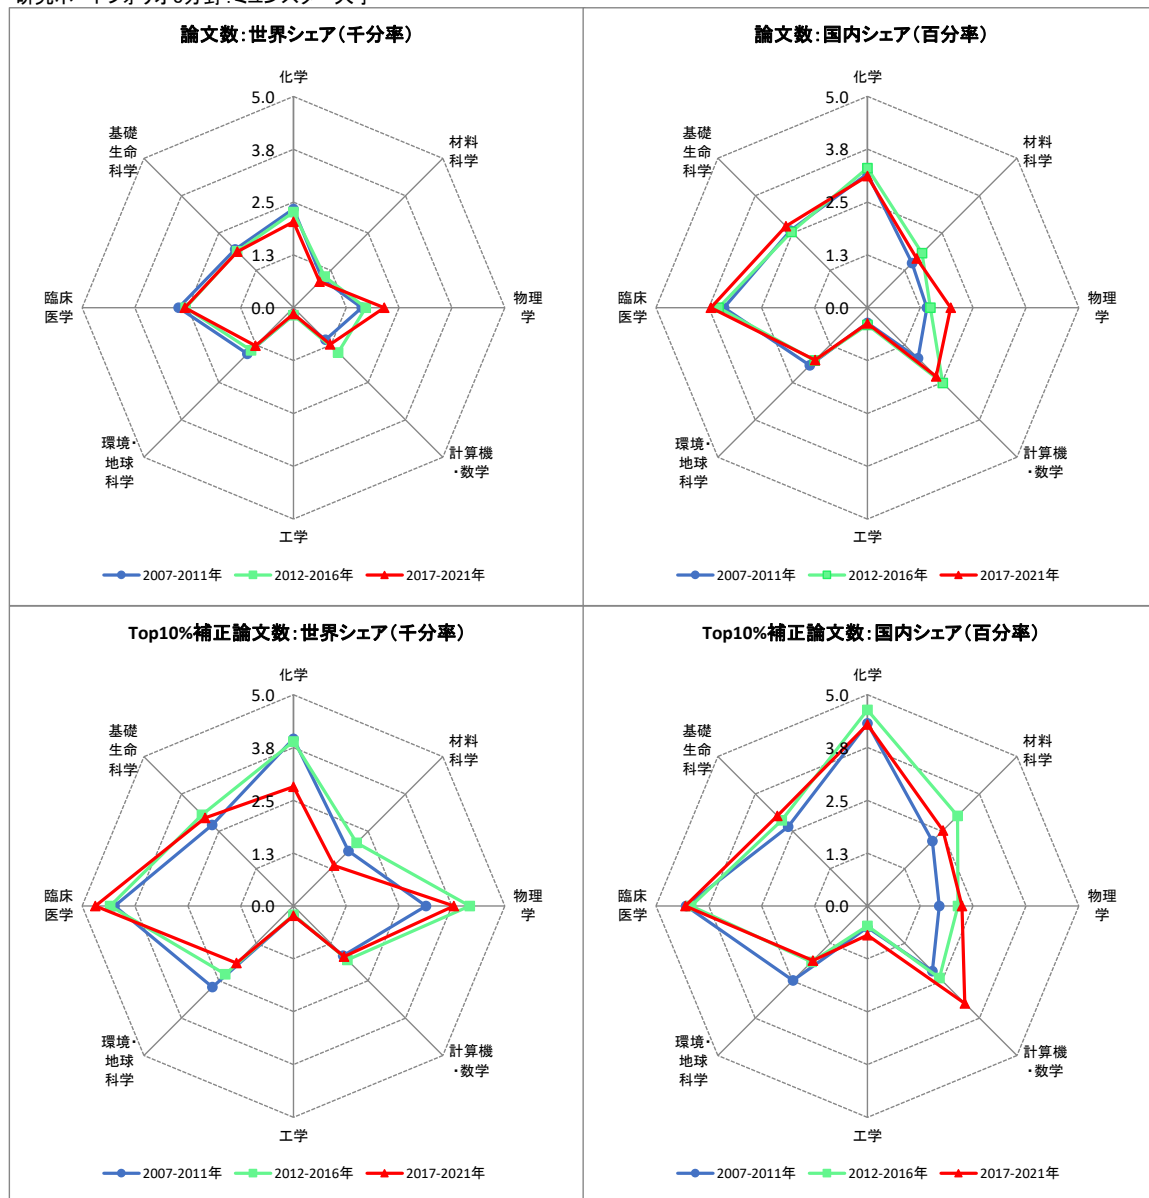 論文数：世界シェア（千分率）
化学
材料
科学
物理
学
計算機
・数学
工学
環境・
地球
科学
臨床
医学
基礎
生命
科学
5.0
3.8
2.5
1.3
0.0
2007-2011年
2012-2016年
2017-2021年
論文数：国内シェア（百分率）
化学
材料
科学
物理
学
計算機
・数学
工学
環境・
地球
科学
臨床
医学
基礎
生命
科学
5.0
3.8
2.5
1.3
0.0
2007-2011年
2012-2016年
2017-2021年
Top10%補正論文数：世界シェア（千分率）
化学
材料
科学
物理
学
計算機
・数学
工学
環境・
地球
科学
臨床
医学
基礎
生命
科学
5.0
3.8
2.5
1.3
0.0
2007-2011年
2012-2016年
2017-2021年
Top10%補正論文数：国内シェア（百分率）
化学
材料
科学
物理
学
計算機
・数学
工学
環境・
地球
科学
臨床
医学
基礎
生命
科学
5.0
3.8
2.5
1.3
0.0
2007-2011年
2012-2016年
2017-2021年